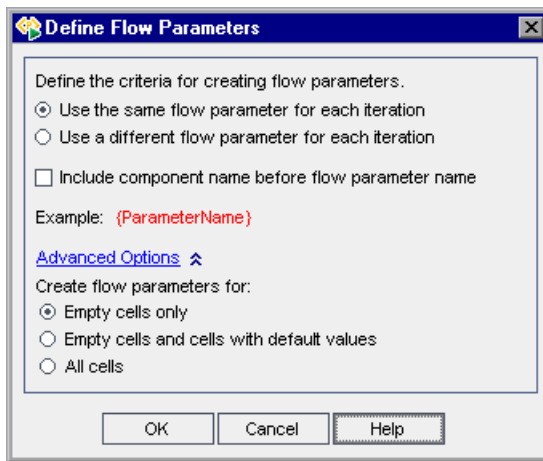 Define Flow Parameters
Define the criteria for creating flow parameters.
Use the same flow parameter for each iteration
Use a different flow parameter for each iteration
Include component name before flow parameter name
Example: {ParameterName}
Advanced Options
Create flow parameters for:
Empty cells only
Empty cells and cells with default values
All cells
OK Cancel Help